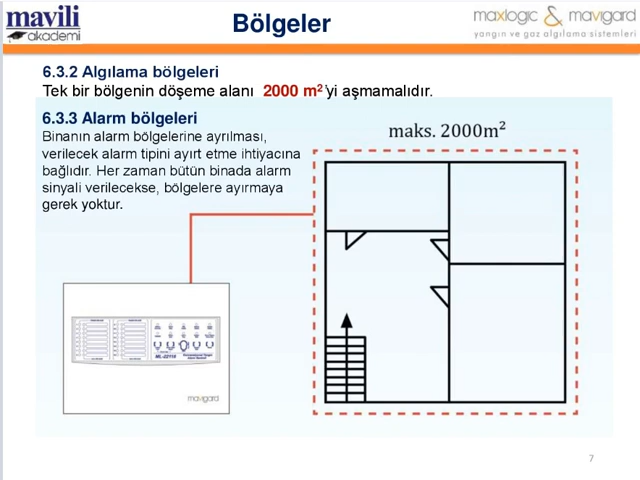 mavili
akademi
Bölgeler
maxlogic & mavigard
yangın ve gaz algılama sistemleri
6.3.2 Algılama bölgeleri
Tek bir bölgenin döşeme alanı 2000 m²'yi aşmamalıdır.
6.3.3 Alarm bölgeleri
Binanın alarm bölgelerine ayrılması,
verilecek alarm tipini ayırt etme ihtiyacına
bağlıdır. Her zaman bütün binada alarm
sinyali verilecekse, bölgelere ayırmaya
gerek yoktur.
maks. 2000m²
mavigard
7